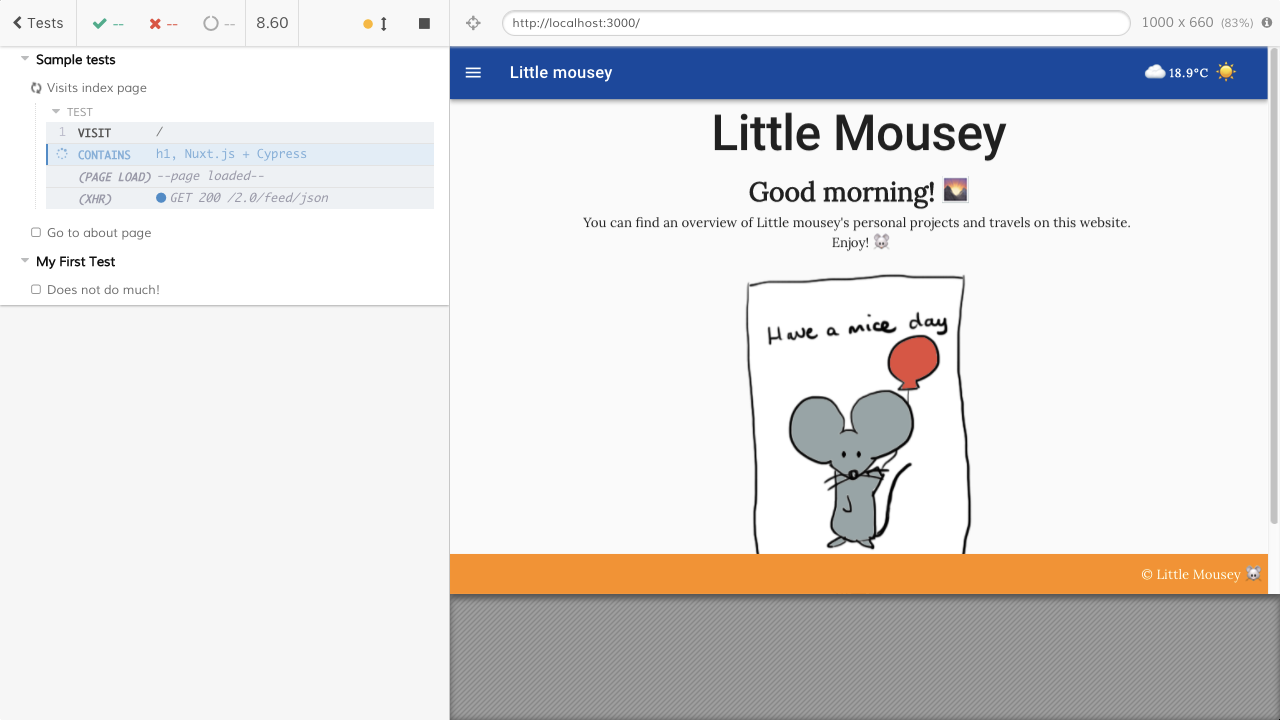 Tests
--
--
--
8.60
http://localhost:3000/
1000 x 660 (83%)
Sample tests
Visits index page
TEST
1 VISIT /
CONTAINS h1, Nuxt.js + Cypress
(PAGE LOAD) --page loaded--
(XHR) GET 200 /2.0/feed/json
Go to about page
My First Test
Does not do much!
Little mousey
18.9°C
Little Mousey
Good morning!
You can find an overview of Little mousey's personal projects and travels on this website.
Enjoy!
Have a nice day
© Little Mousey